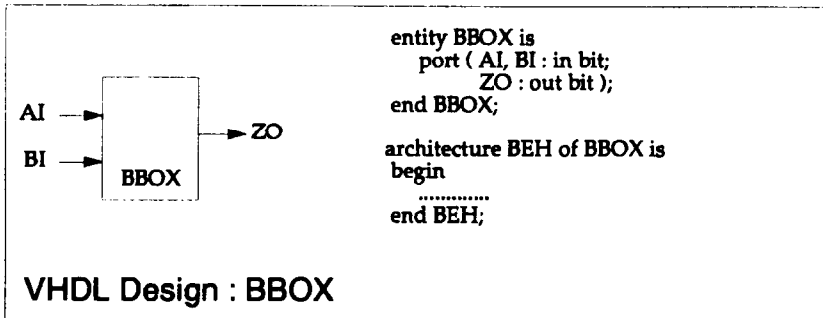 AI
BI
BBOX
ZO
entity BBOX is
port ( AI, BI : in bit;
ZO : out bit );
end BBOX;
architecture BEH of BBOX is
begin
.............
end BEH;
VHDL Design : BBOX